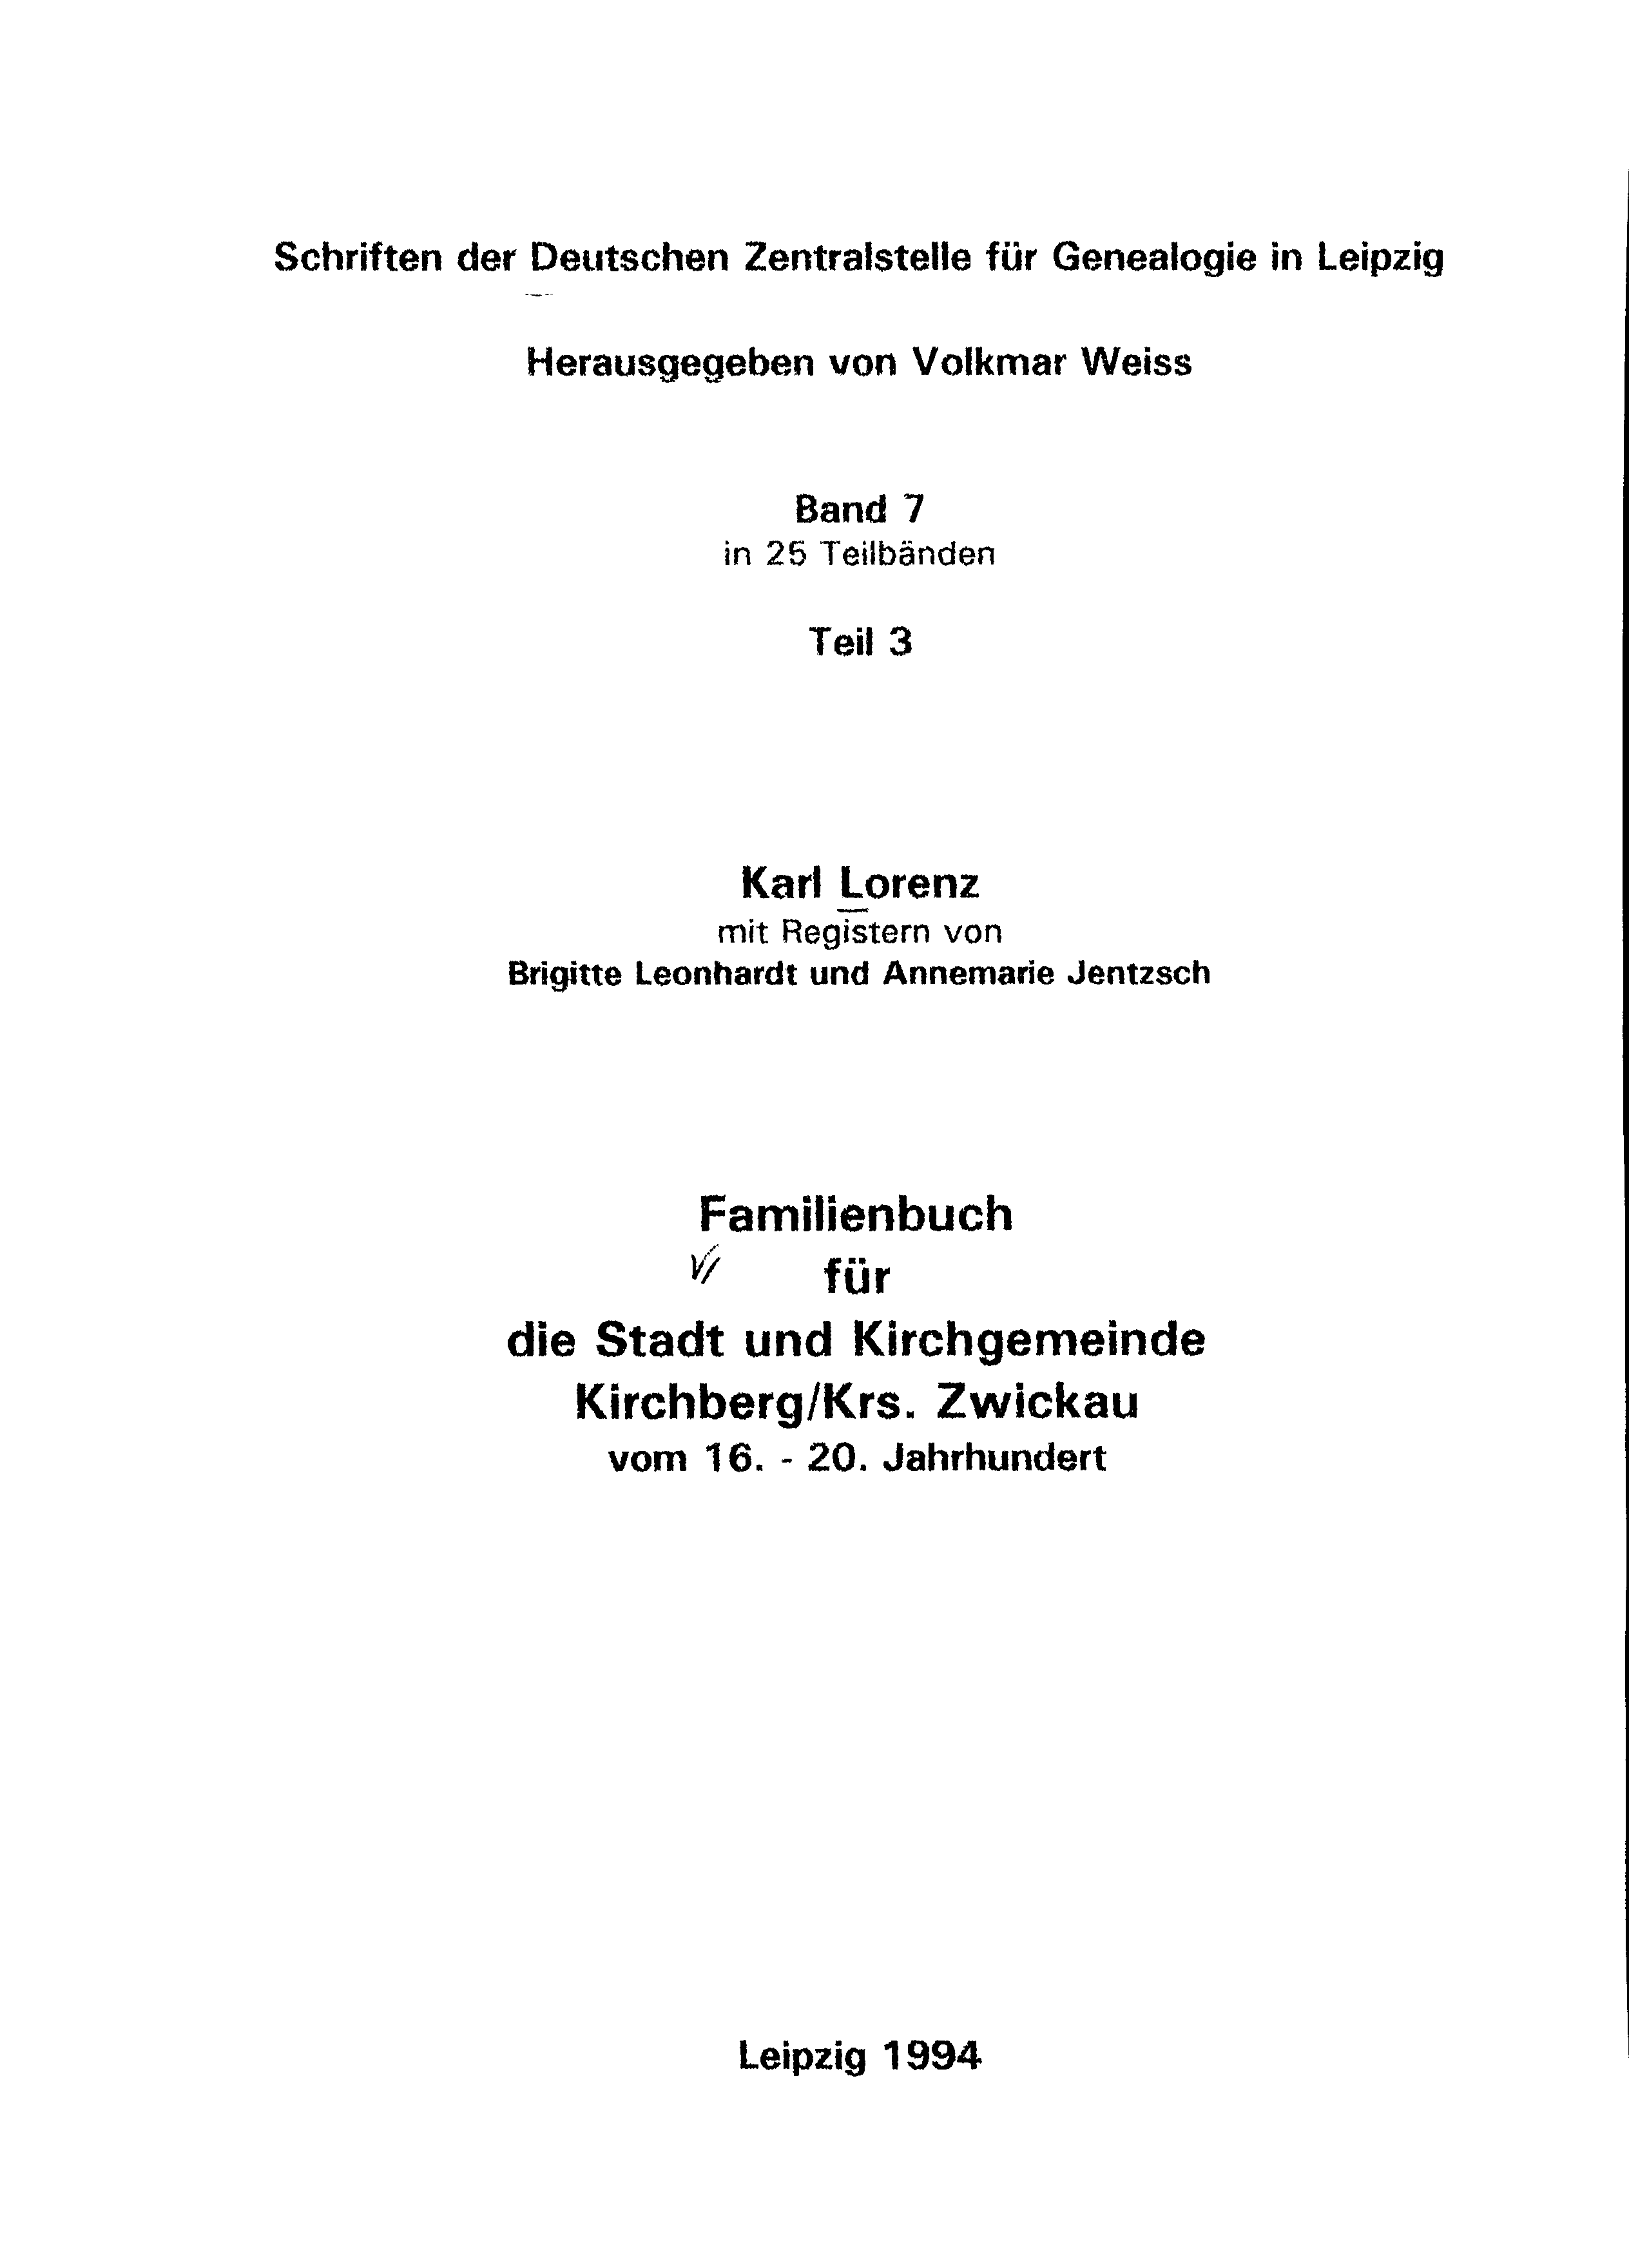 Schriften der Deutschen Zentralstelle für Genealogie in Leipzig
Herausgegeben von Volkmar Weiss
Band 7
in 25 Teilbänden
Teil 3
Karl Lorenz
mit Registern von
Brigitte Leonhardt und Annemarie Jentzsch
Familienbuch
für
die Stadt und Kirchgemeinde
Kirchberg/Krs. Zwickau
vom 16. - 20. Jahrhundert
Leipzig 1994